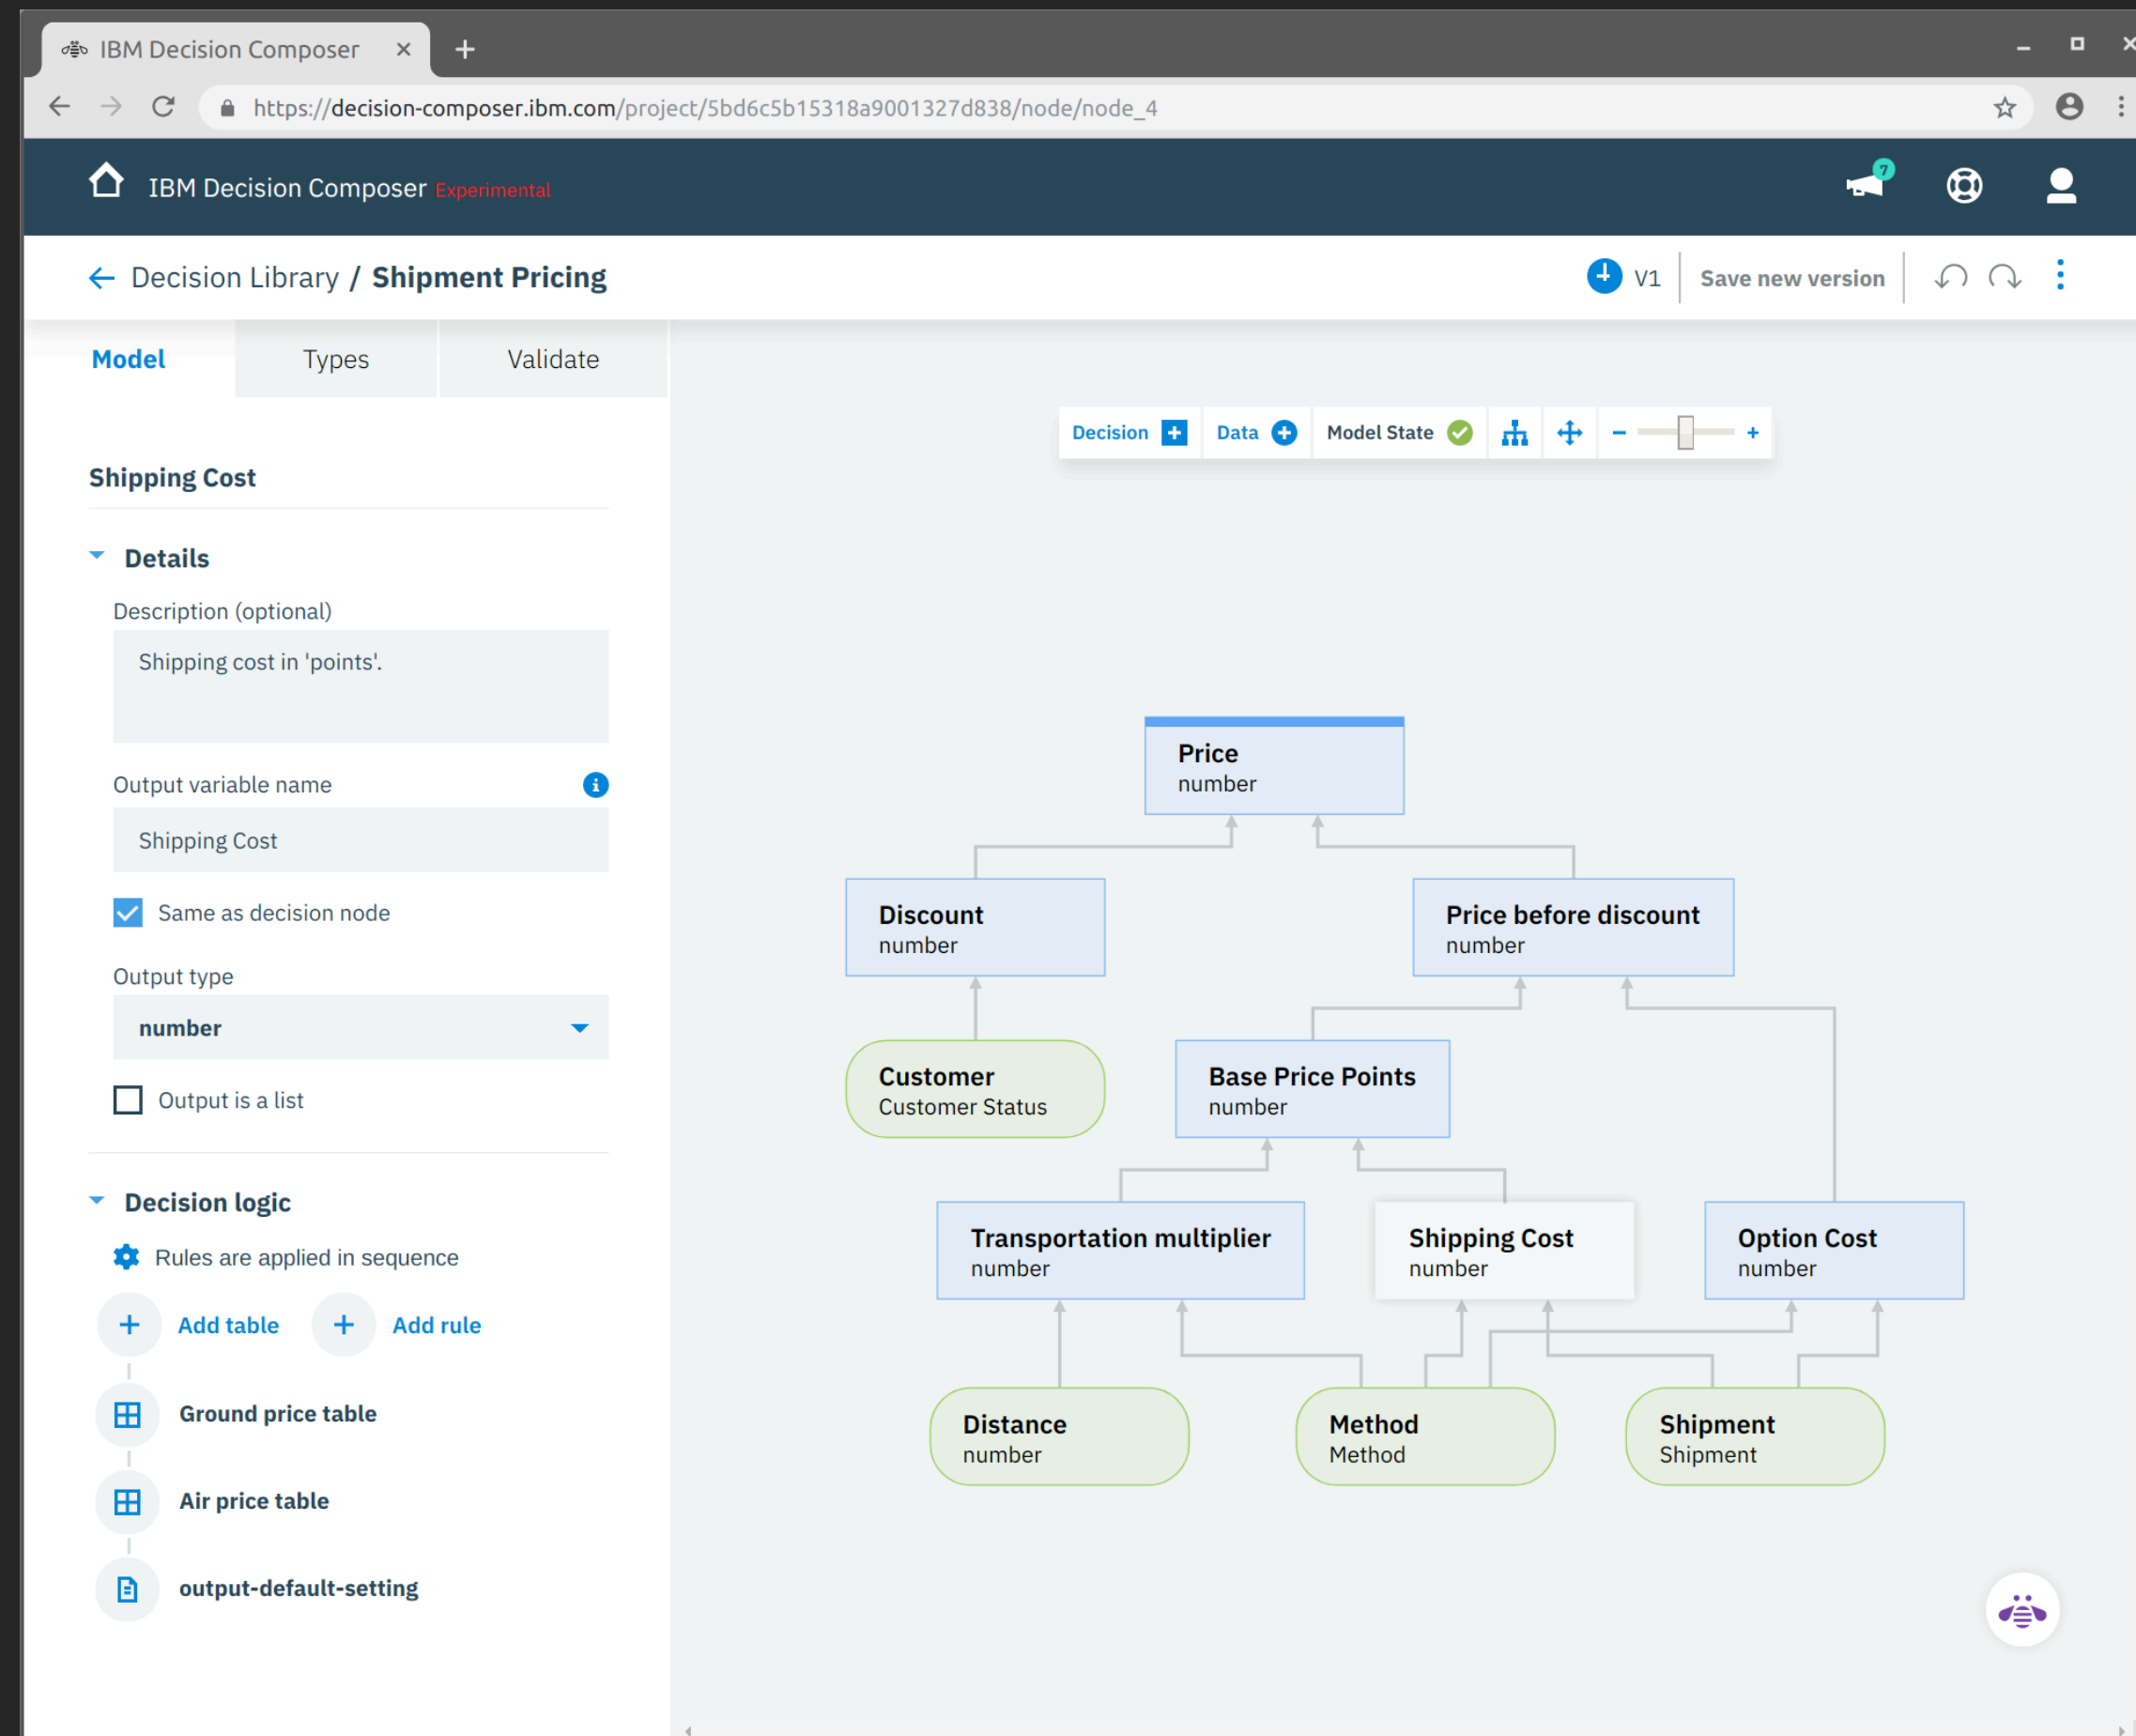 IBM Decision Composer
https://decision-composer.ibm.com/project/5bd6c5b15318a9001327d838/node/node_4
IBM Decision Composer Experimental
7
Decision Library / Shipment Pricing
V1
Save new version
Model
Types
Validate
Shipping Cost
Details
Description (optional)
Shipping cost in 'points'.
Output variable name
Shipping Cost
Same as decision node
Output type
number
Output is a list
Decision logic
Rules are applied in sequence
Add table
Add rule
Ground price table
Air price table
output-default-setting
Decision
Data
Model State
Price
number
Discount
number
Price before discount
number
Customer
Customer Status
Base Price Points
number
Transportation multiplier
number
Shipping Cost
number
Option Cost
number
Distance
number
Method
Method
Shipment
Shipment